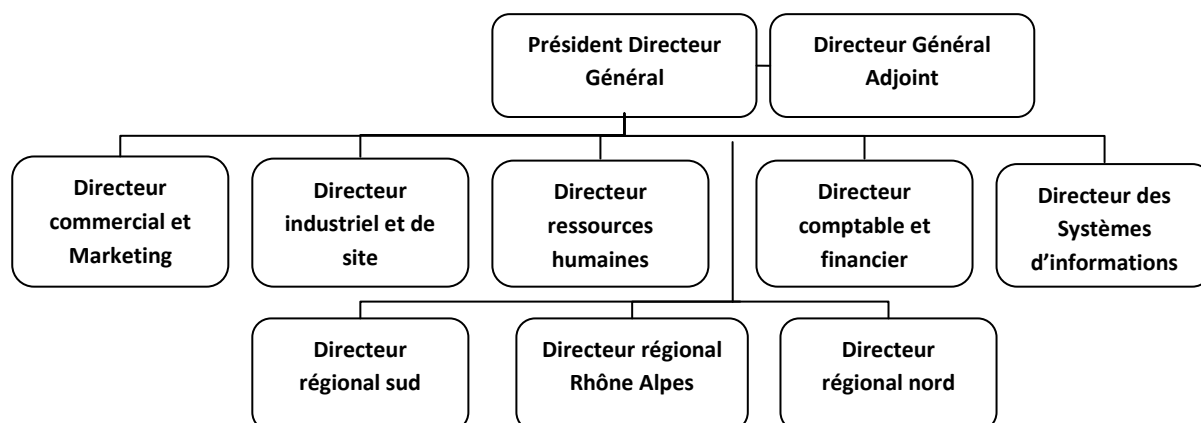 Président Directeur
Général
Directeur Général
Adjoint
Directeur
commercial et
Marketing
Directeur
industriel et de
site
Directeur
ressources
humaines
Directeur
comptable et
financier
Directeur des
Systèmes
d’informations
Directeur
régional sud
Directeur régional
Rhône Alpes
Directeur
régional nord